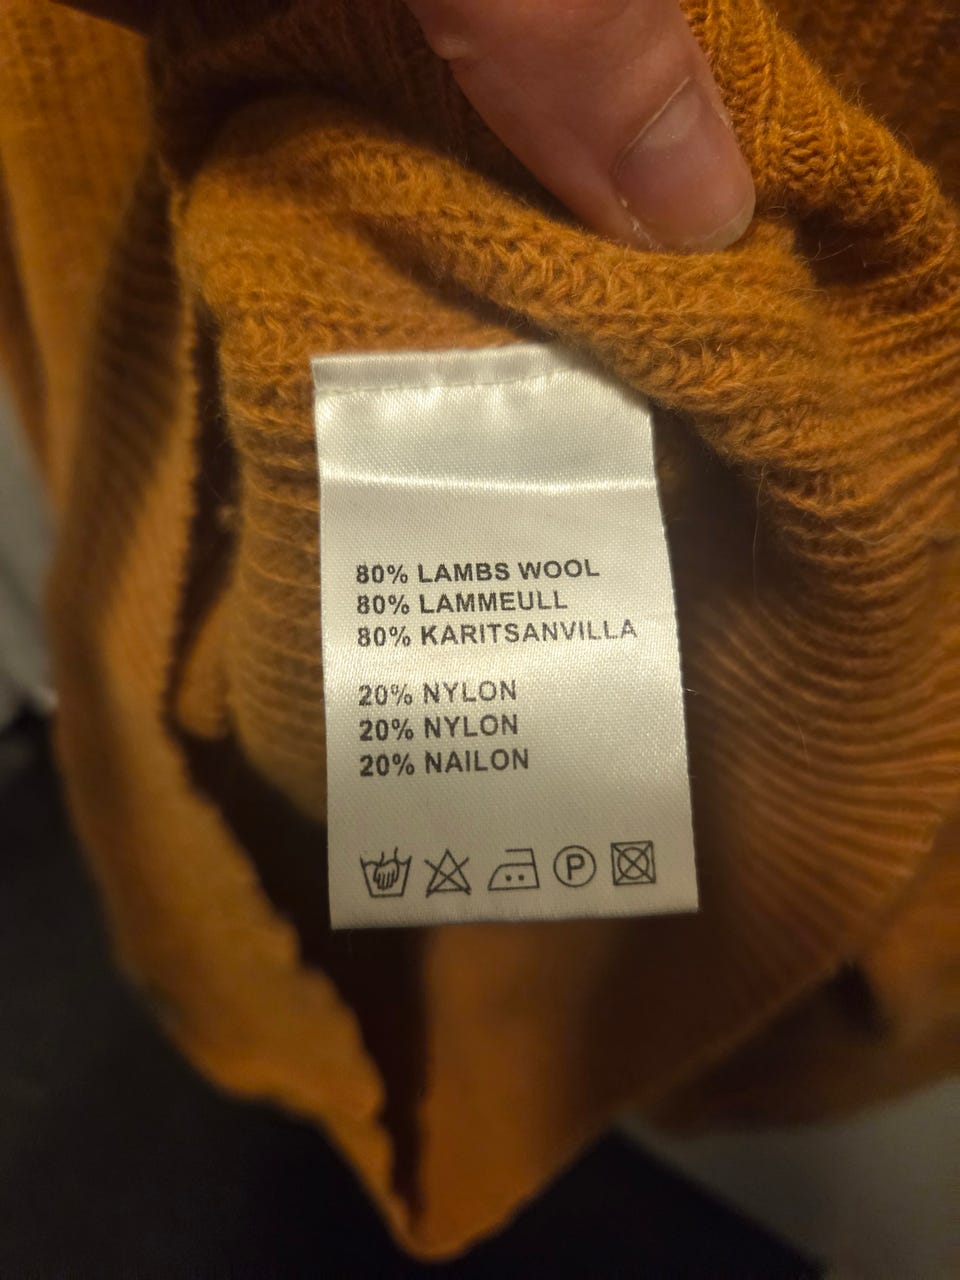 80% LAMBS WOOL
80% LAMMEULL
80% KARITSANVILLA
20% NYLON
20% NYLON
20% NAILON
P